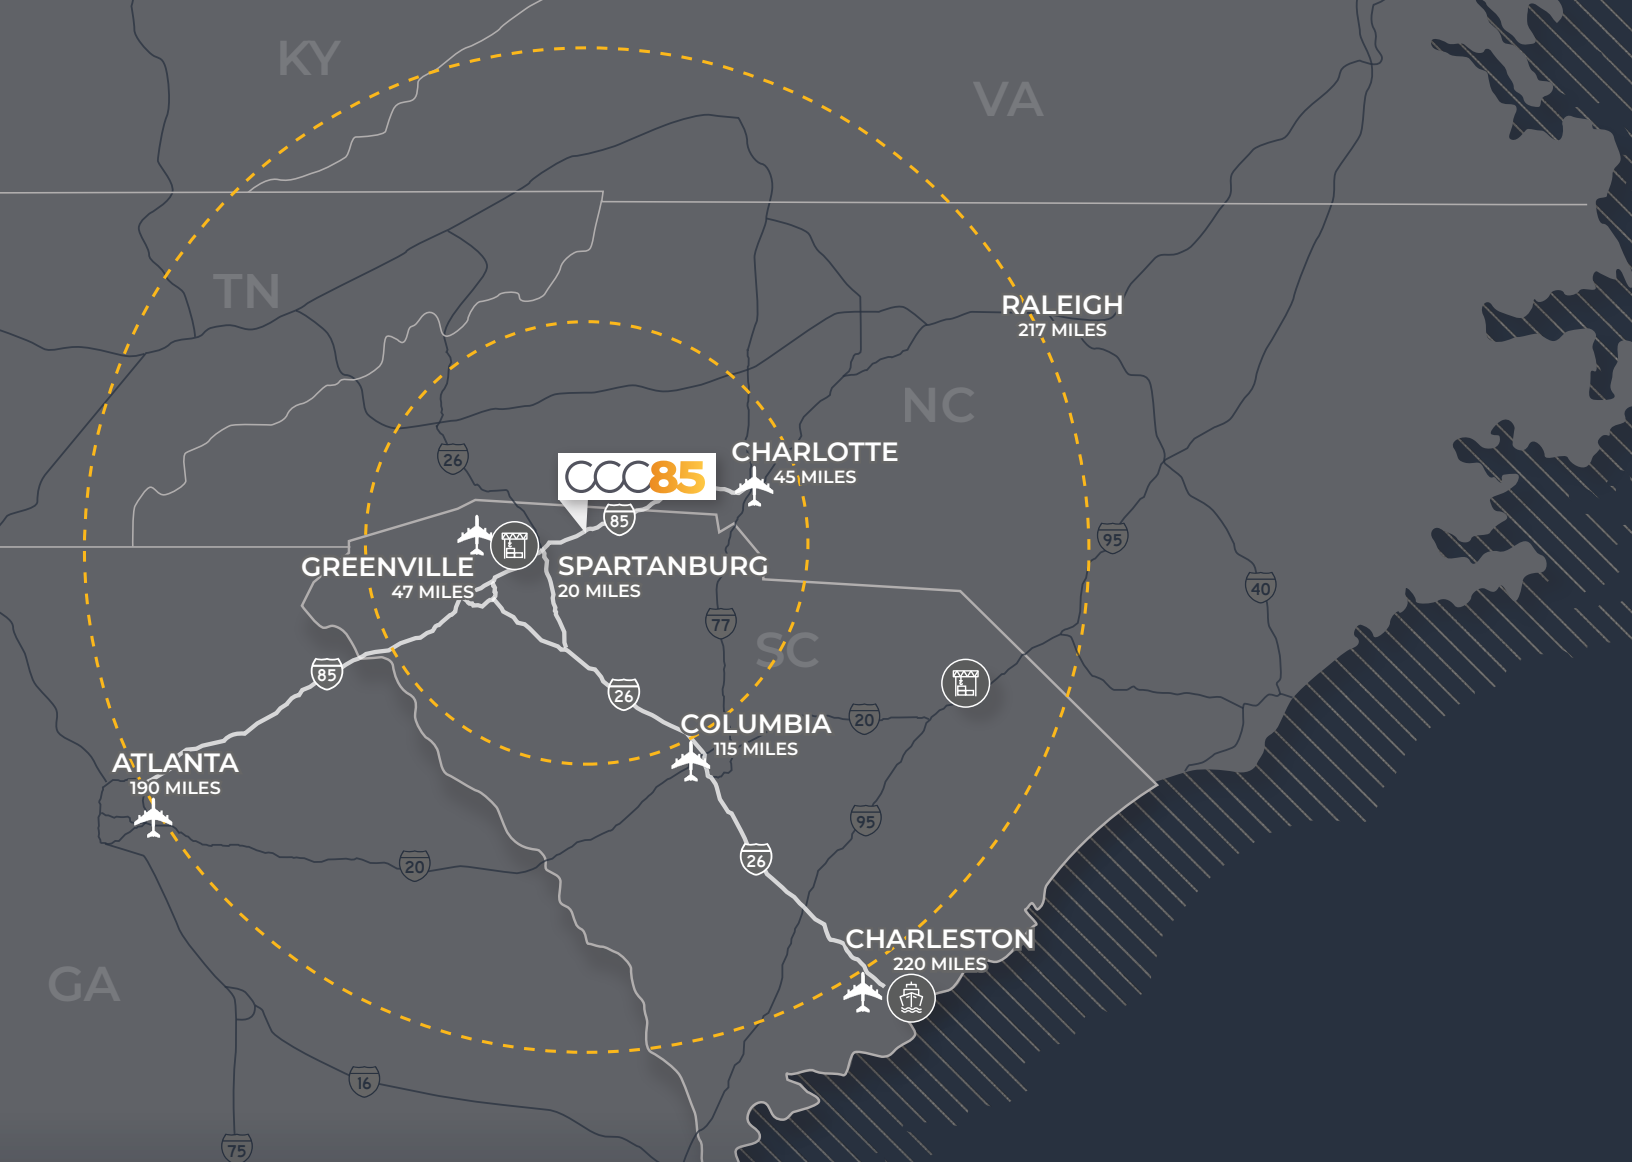 KY
VA
TN
RALEIGH
217 MILES
NC
CHARLOTTE
45 MILES
26
CCC85
85
95
GREENVILLE
47 MILES
SPARTANBURG
20 MILES
40
77
SC
85
26
20
COLUMBIA
115 MILES
ATLANTA
190 MILES
95
26
20
CHARLESTON
220 MILES
GA
16
75